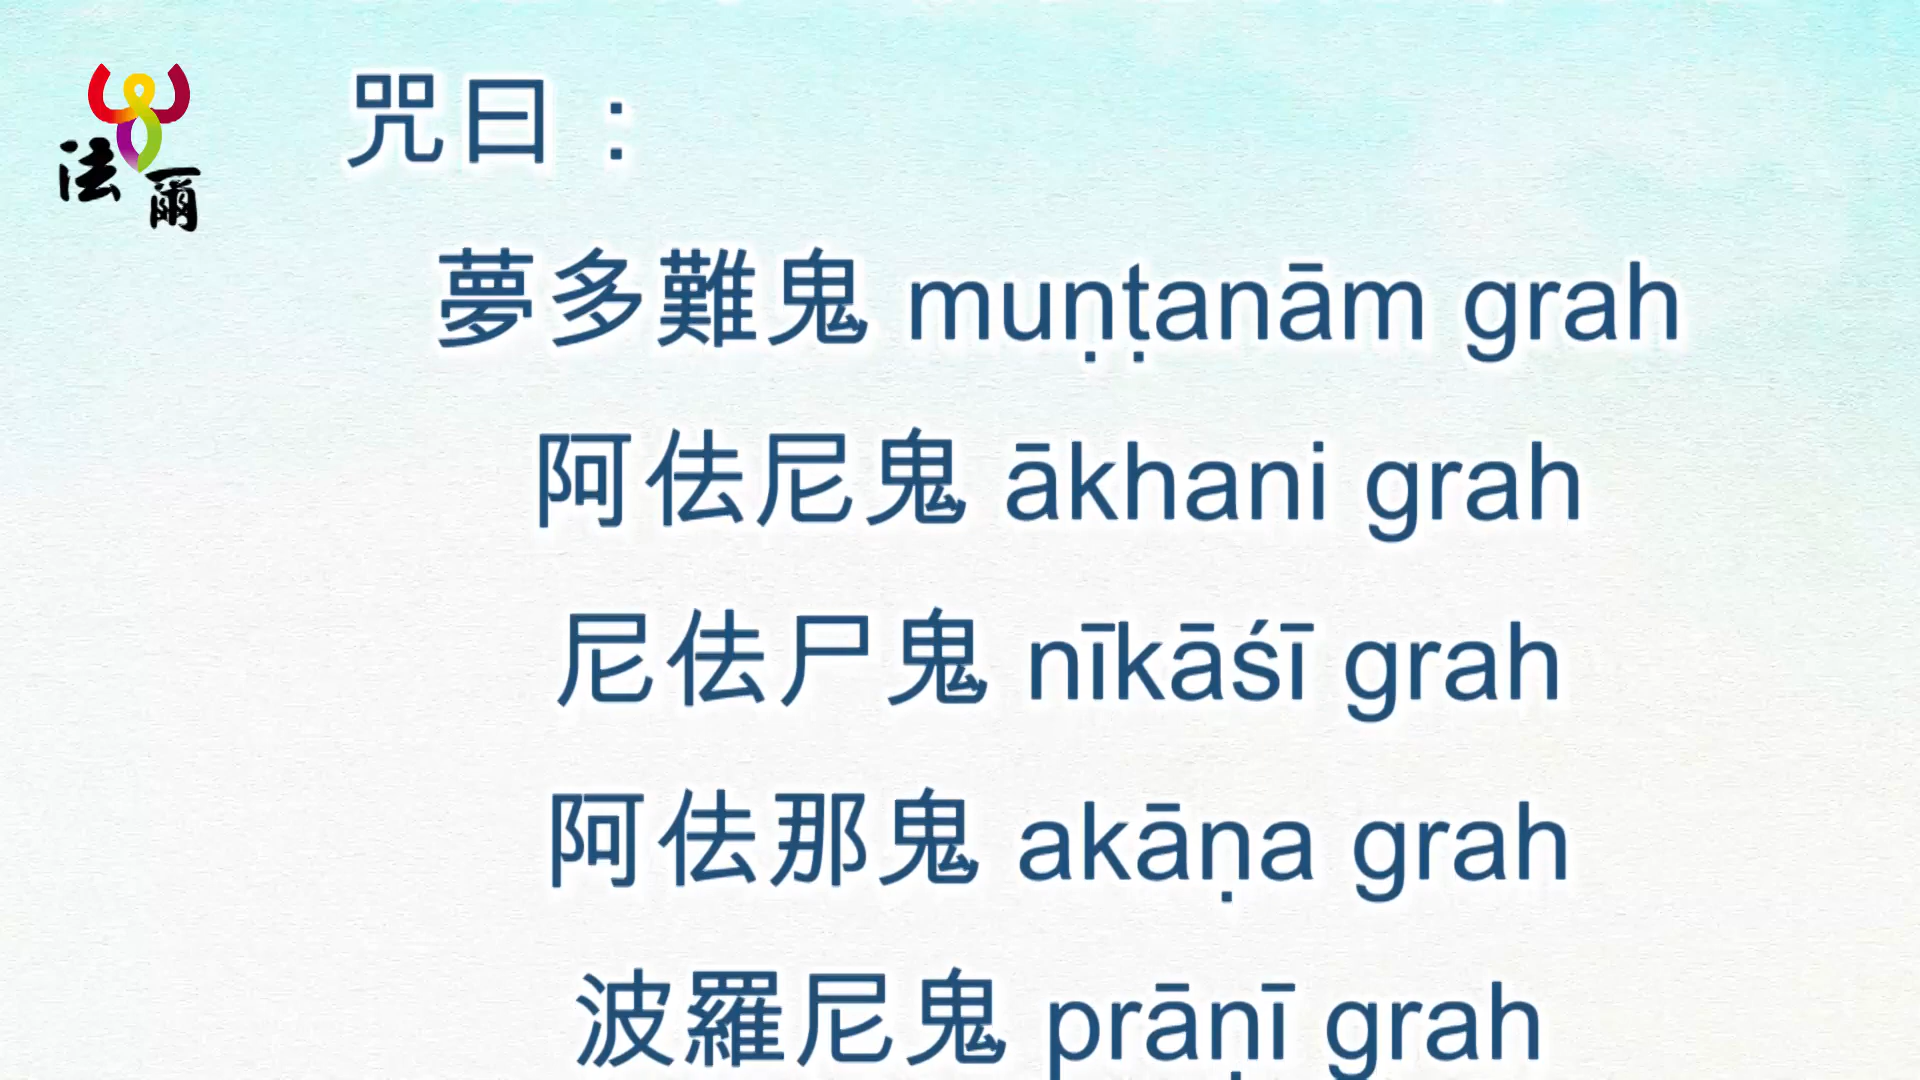 法爾
咒曰：
夢多難鬼 muṇṭanām grah
阿佉尼鬼 ākhani grah
尼佉尸鬼 nīkāśī grah
阿佉那鬼 akāṇa grah
波羅尼鬼 prāṇī grah